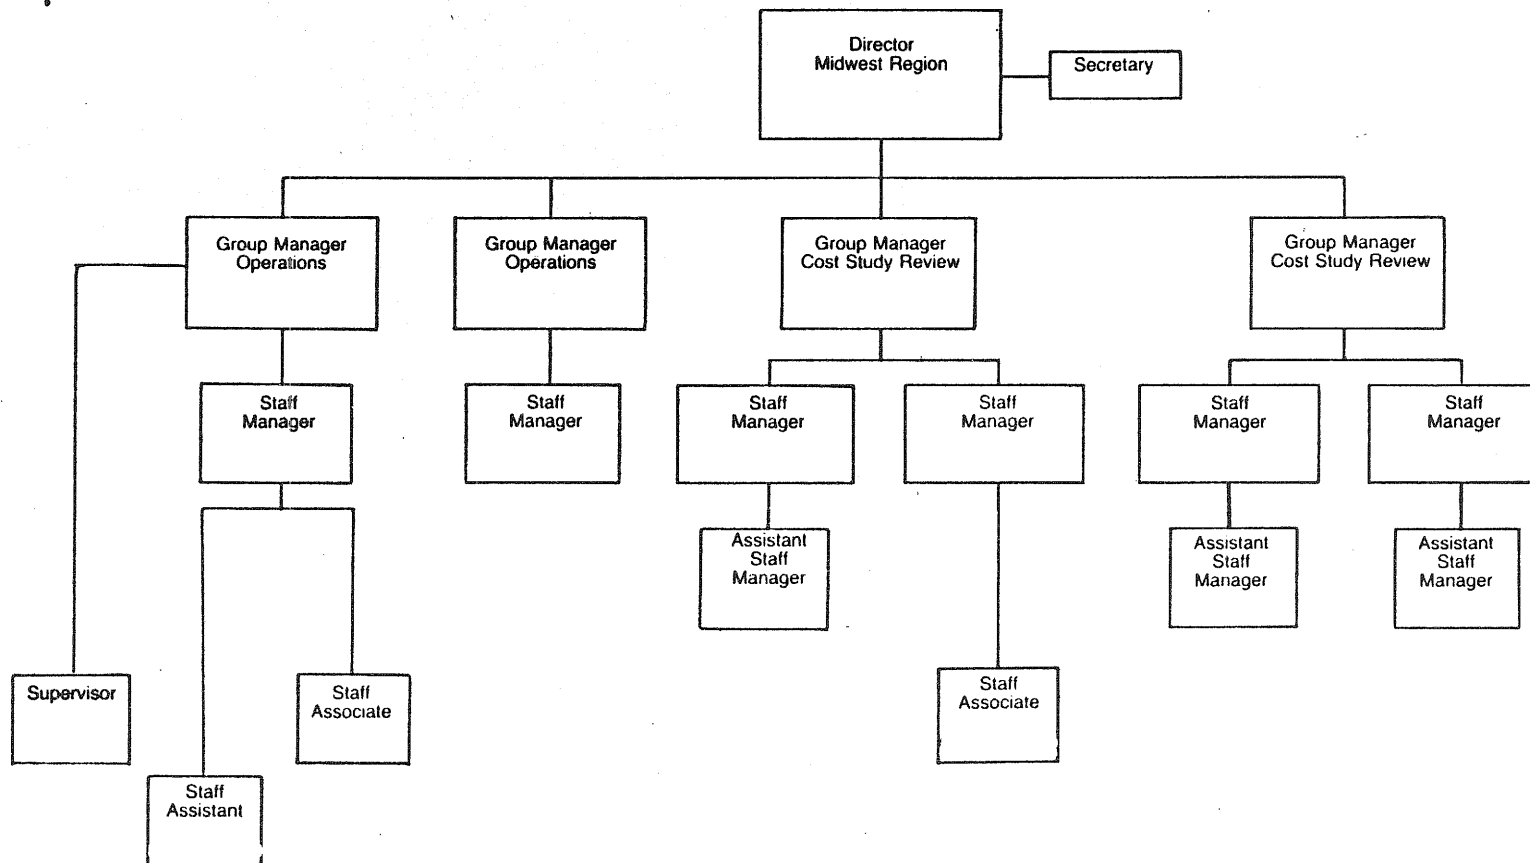 Director
Midwest Region
Secretary
Group Manager
Operations
Group Manager
Operations
Group Manager
Cost Study Review
Group Manager
Cost Study Review
Staff
Manager
Staff
Manager
Staff
Manager
Staff
Manager
Staff
Manager
Staff
Manager
Assistant
Staff
Manager
Assistant
Staff
Manager
Assistant
Staff
Manager
Supervisor
Staff
Associate
Staff
Associate
Staff
Assistant